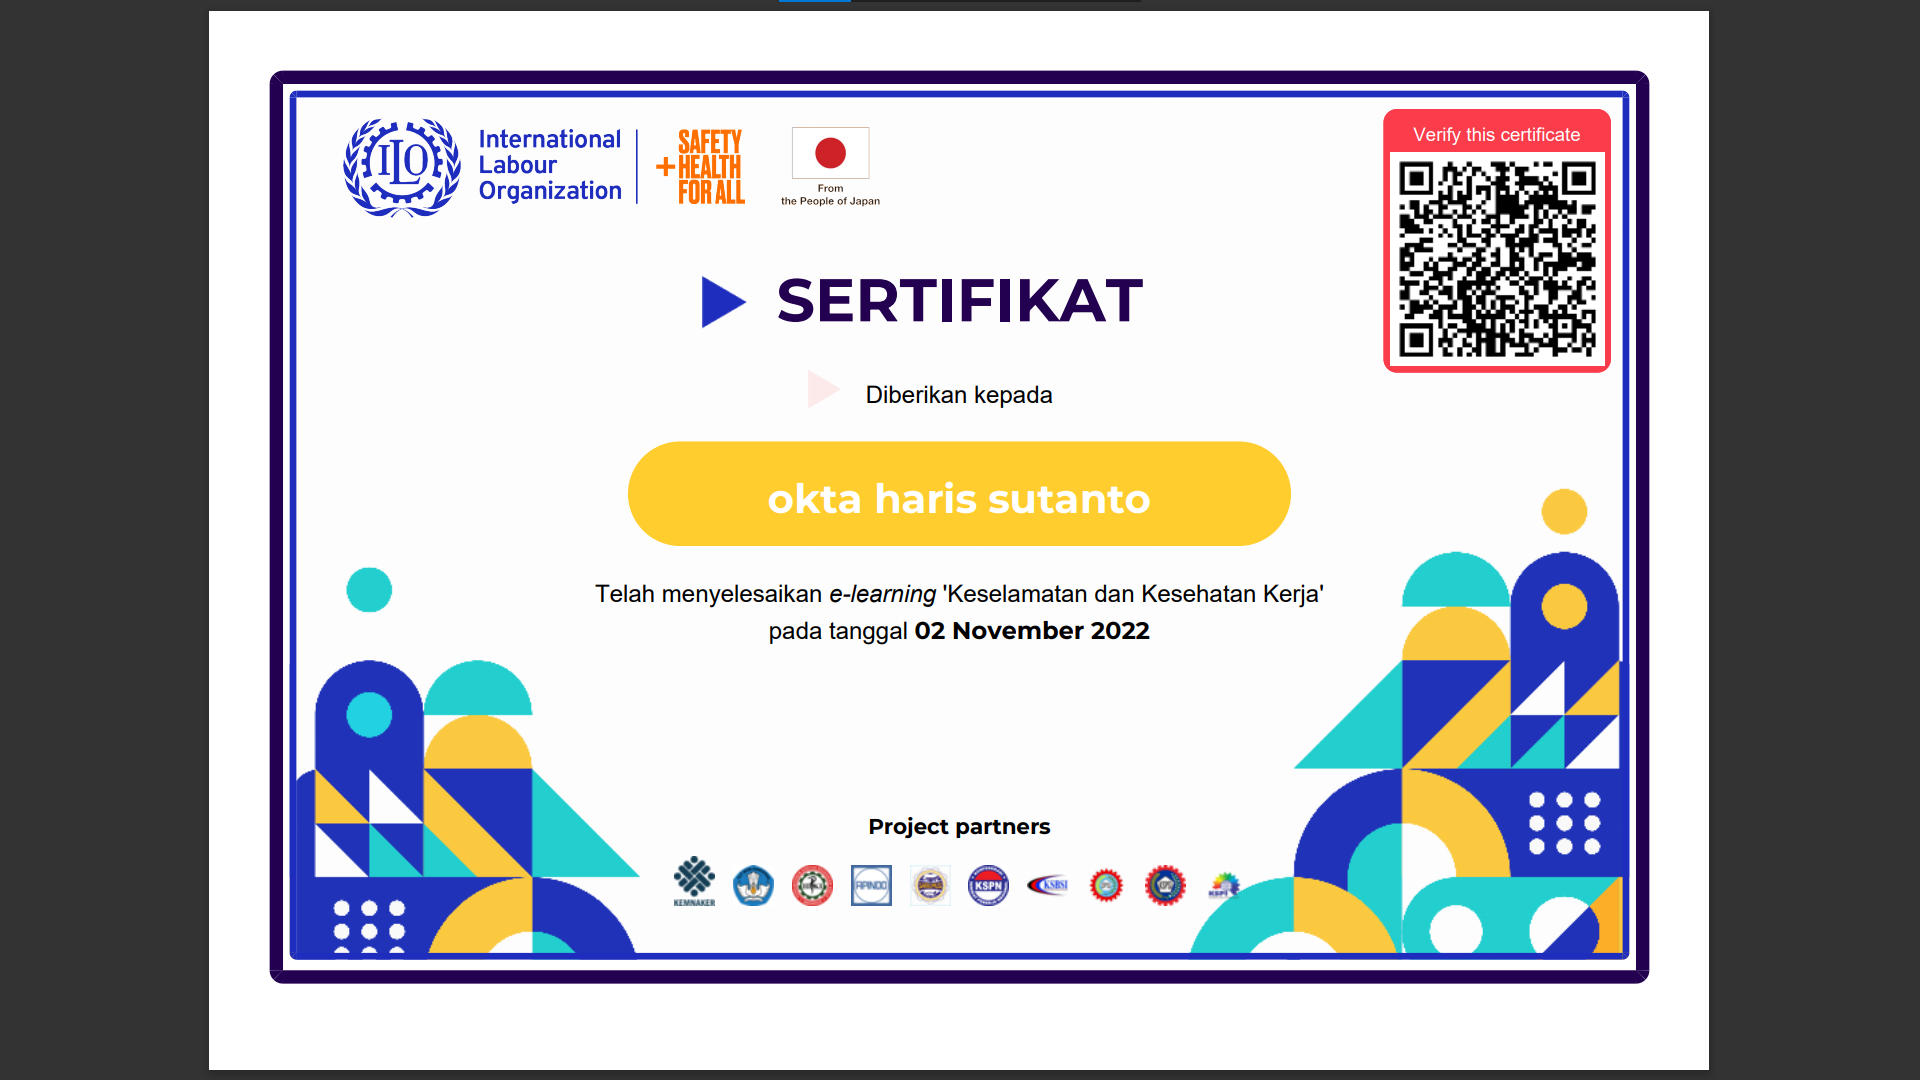 ILO
International
Labour
Organization
SAFETY
+HEALTH
FOR ALL
From
the People of Japan
Verify this certificate
SERTIFIKAT
Diberikan kepada
okta haris sutanto
Telah menyelesaikan e-learning 'Keselamatan dan Kesehatan Kerja'
pada tanggal 02 November 2022
Project partners
KEMNAKER
APINDO
KSPN
KSBSI
KSPI